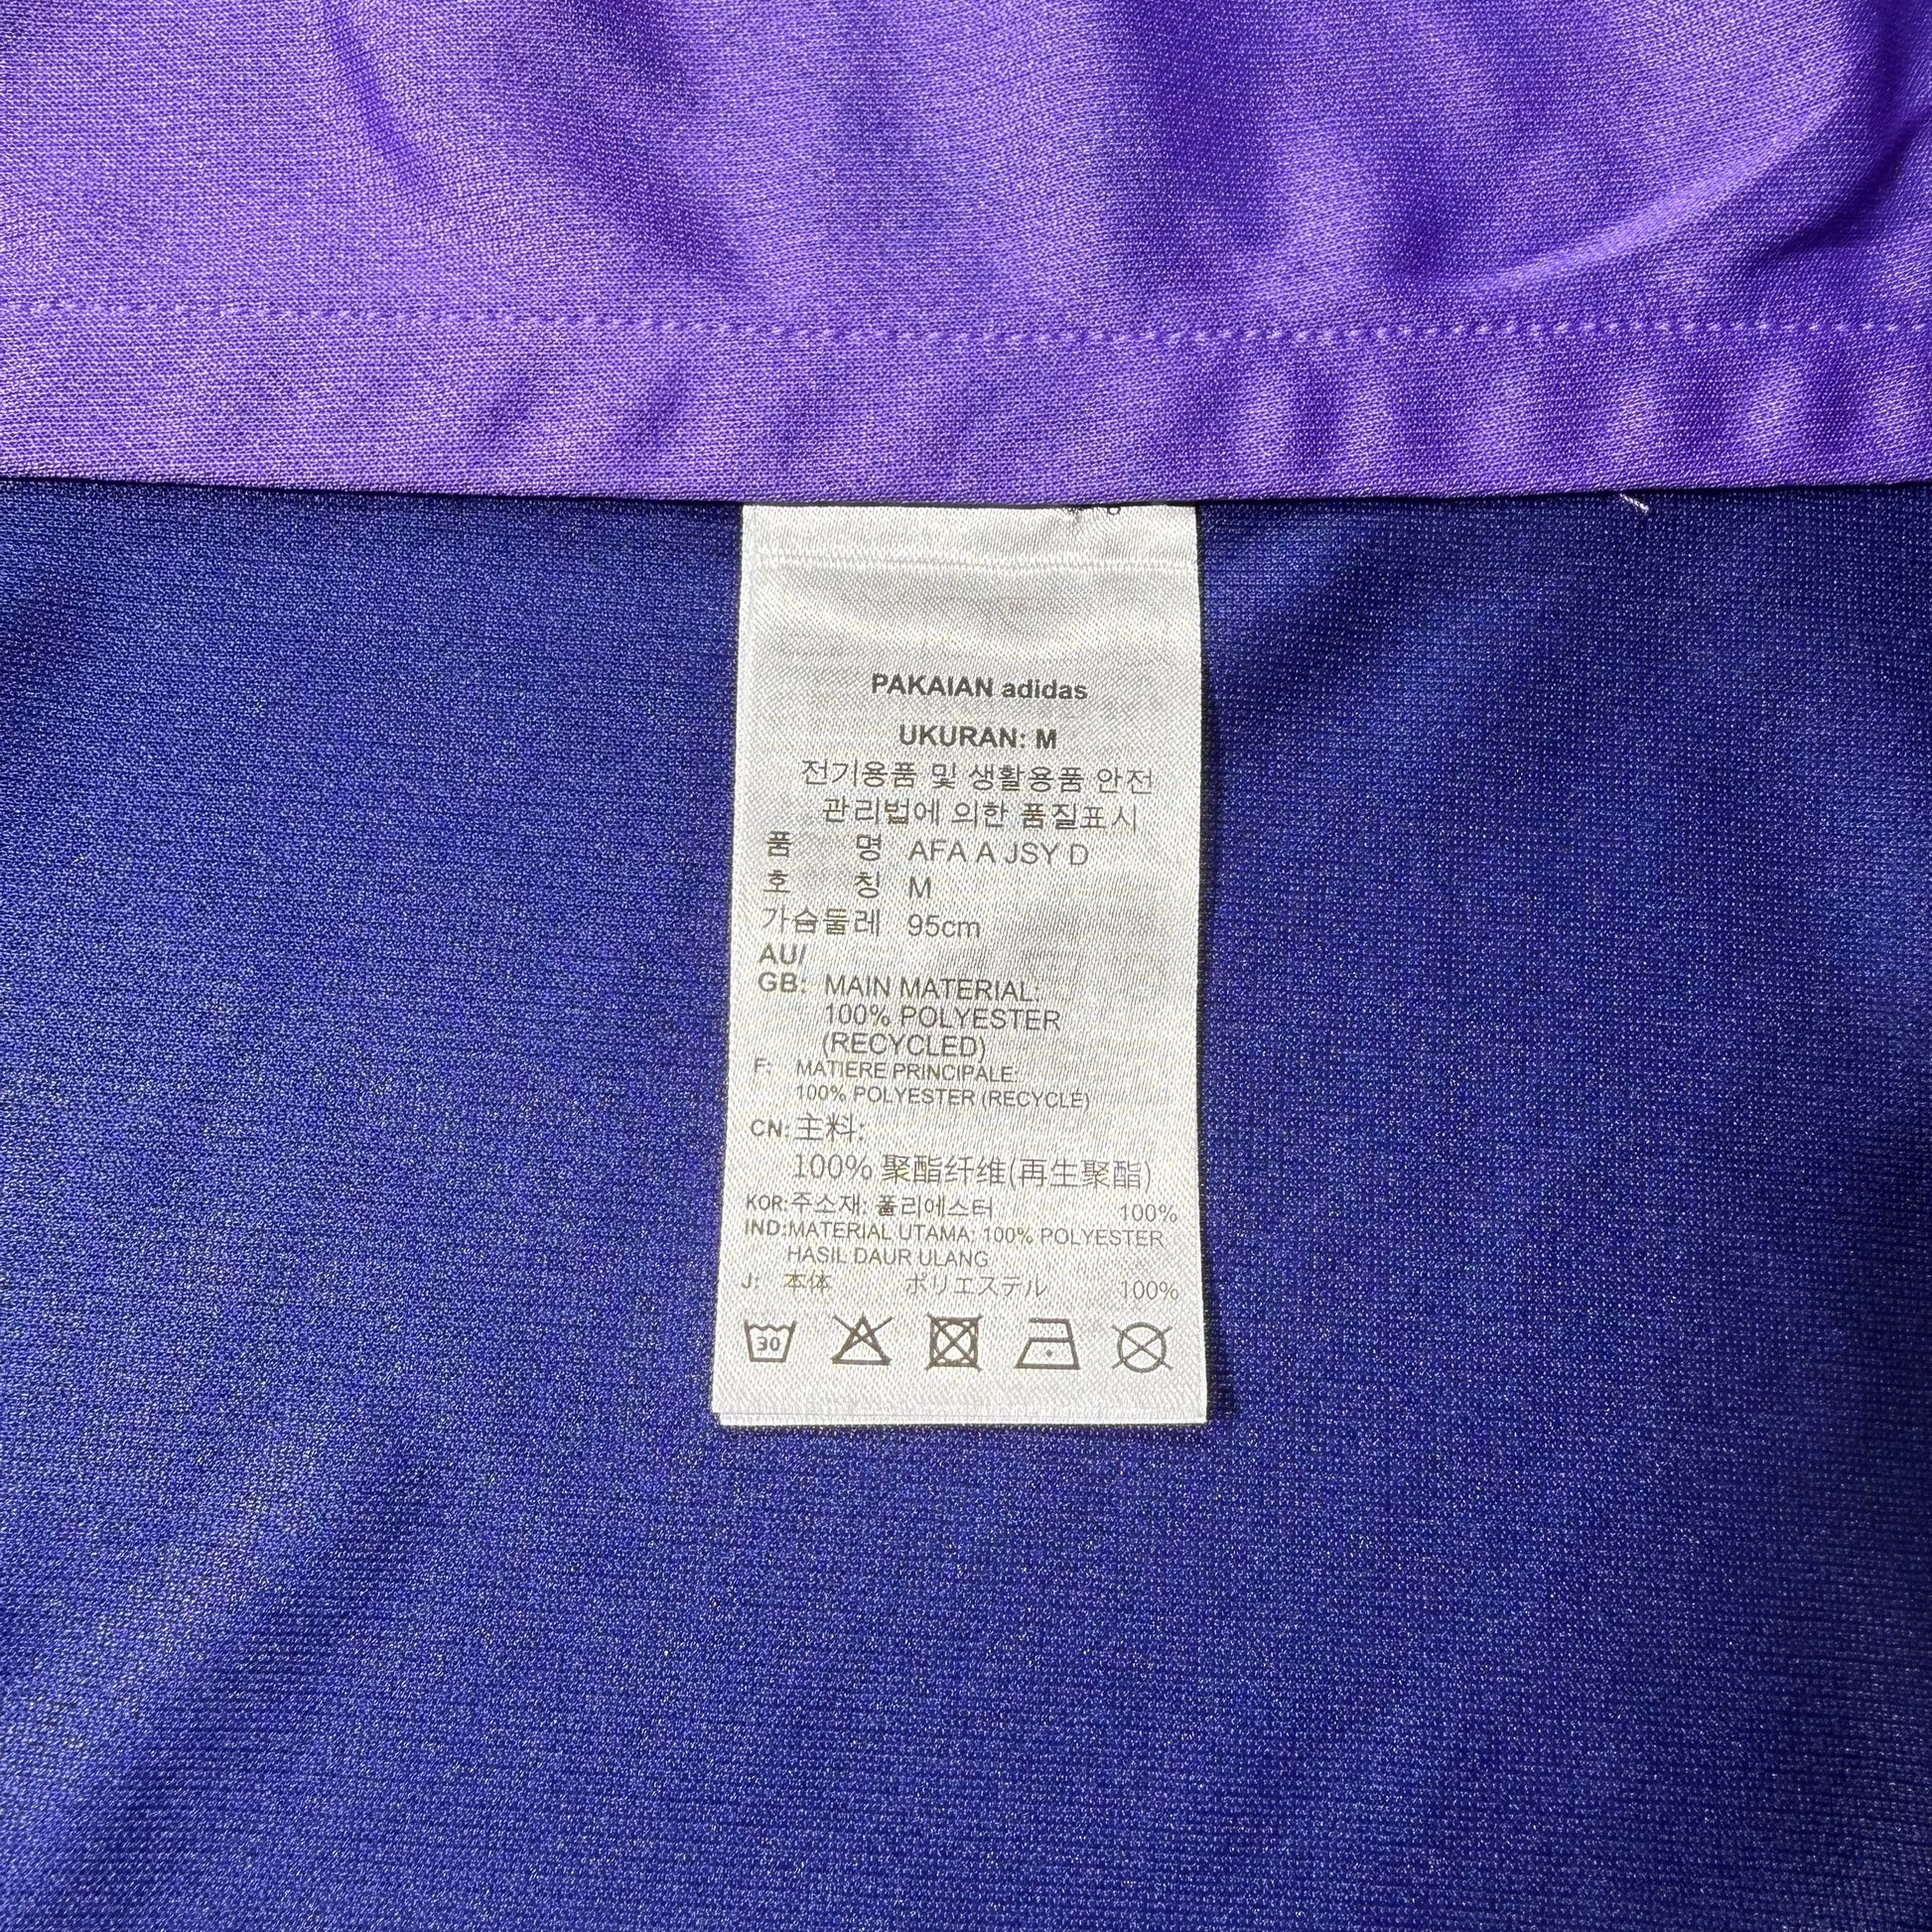 PAKAIAN adidas
UKURAN: M
전기용품 및 생활용품 안전
관리법에 의한 품질표시
품 명 AFA A JSY D
호 칭 M
가슴둘레 95cm
AU/
GB: MAIN MATERIAL:
100% POLYESTER
(RECYCLED)
F: MATIERE PRINCIPALE:
100% POLYESTER (RECYCLE)
CN: 主料:
100% 聚酯纤维(再生聚酯)
KOR: 주소재: 폴리에스터 100%
IND: MATERIAL UTAMA: 100% POLYESTER
HASIL DAUR ULANG
J: 本体 ポリエステル 100%
30